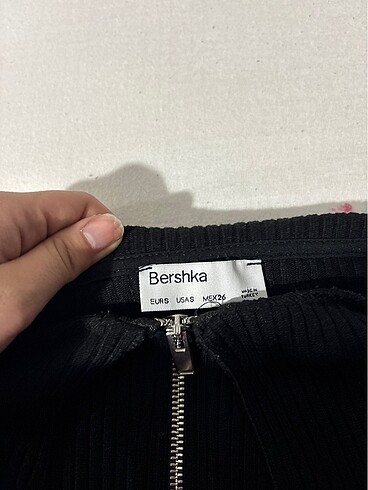 Bershka
EUR S USA S MEX 26
MADE IN
TURKEY